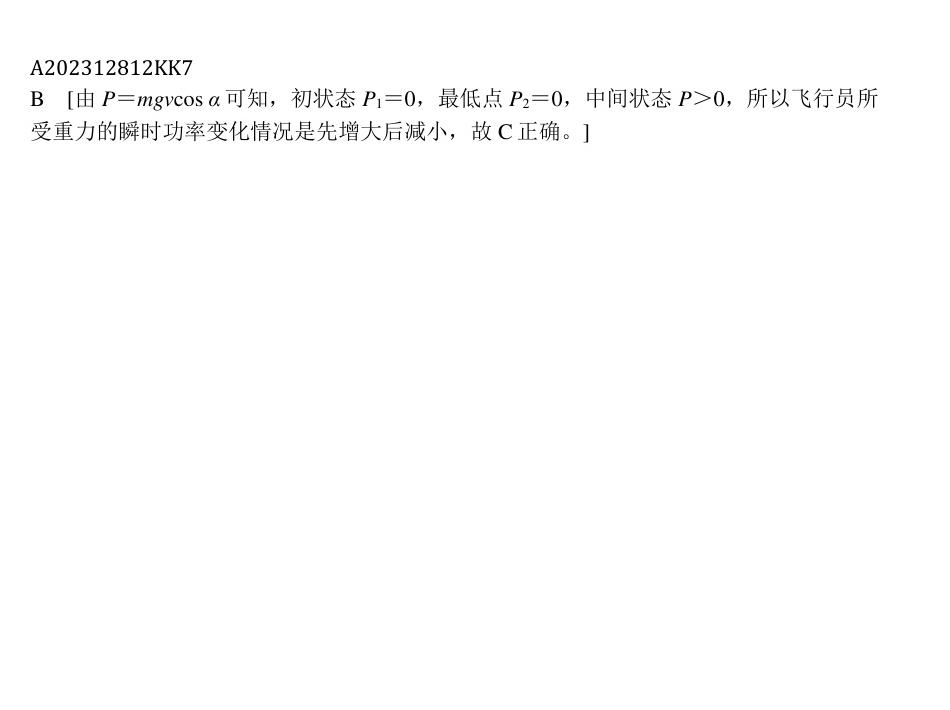 A202312812KK7
B [由 P＝mgvcos α 可知，初状态 P₁＝0，最低点 P₂＝0，中间状态 P＞0，所以飞行员所
受重力的瞬时功率变化情况是先增大后减小，故 C 正确。]